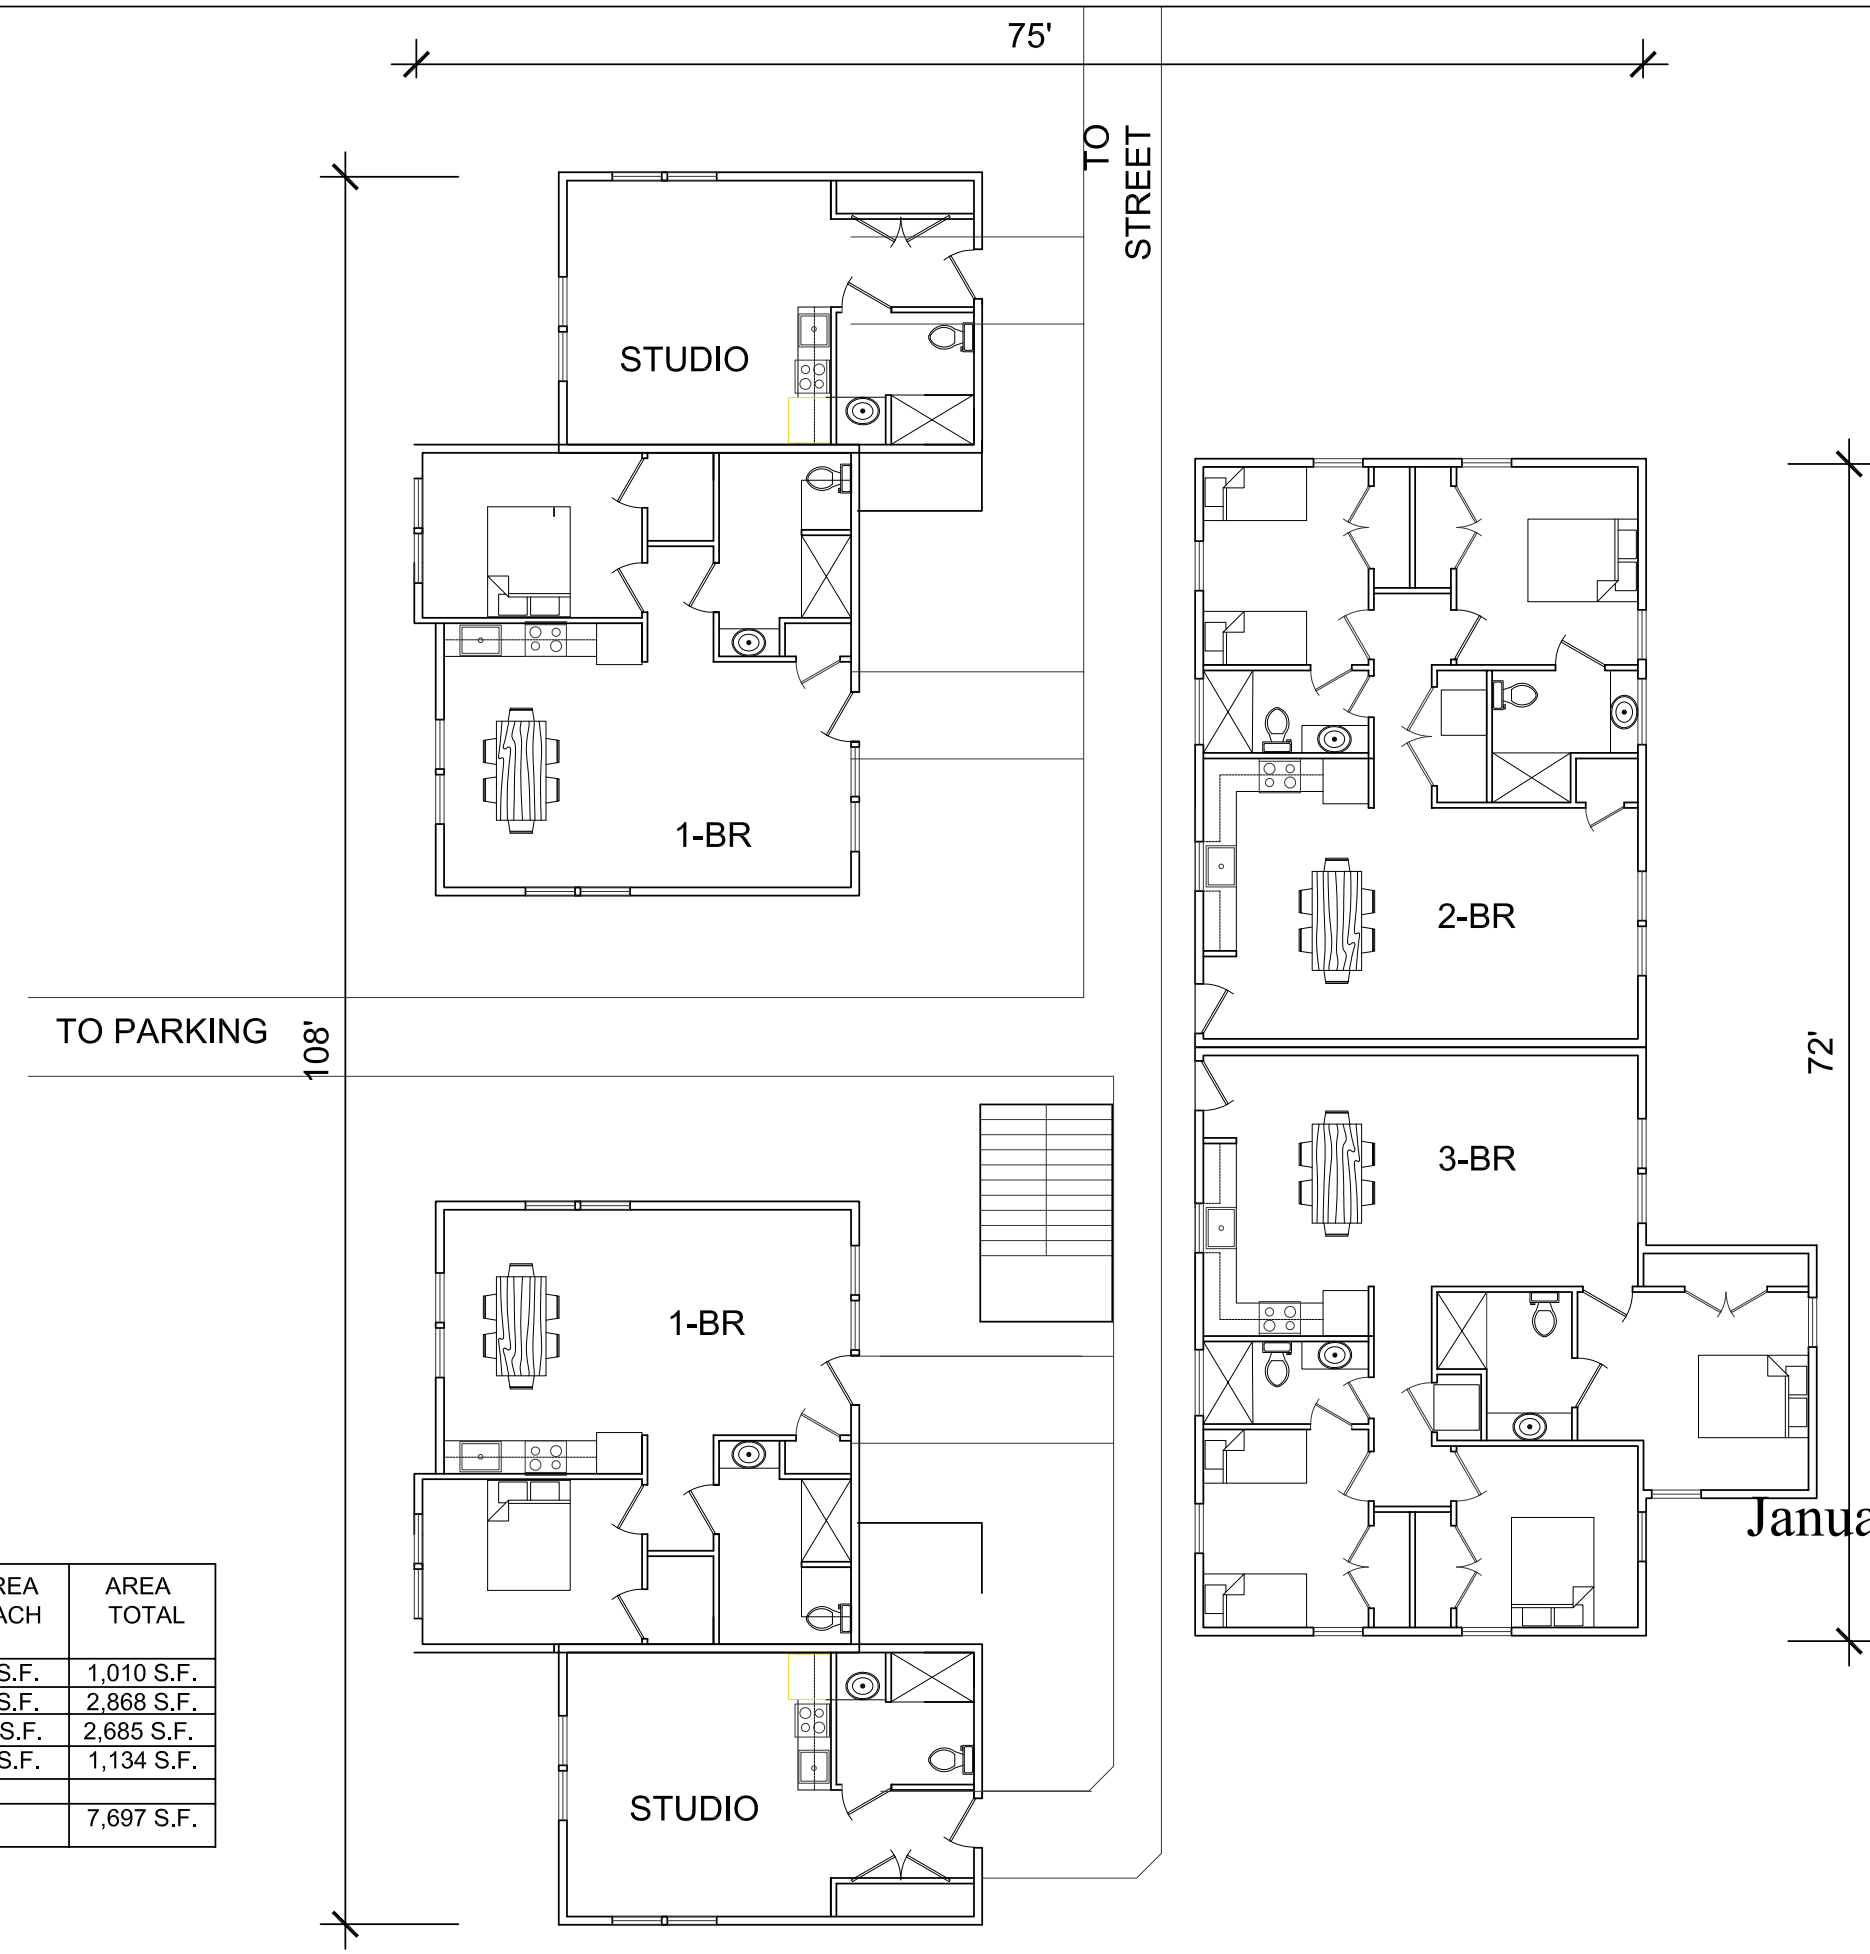 75'
TO
STREET
STUDIO
1-BR
2-BR
TO PARKING
108'
72'
3-BR
1-BR
STUDIO
AREA TOTAL
S.F. 1,010 S.F.
S.F. 2,868 S.F.
S.F. 2,685 S.F.
S.F. 1,134 S.F.
7,697 S.F.